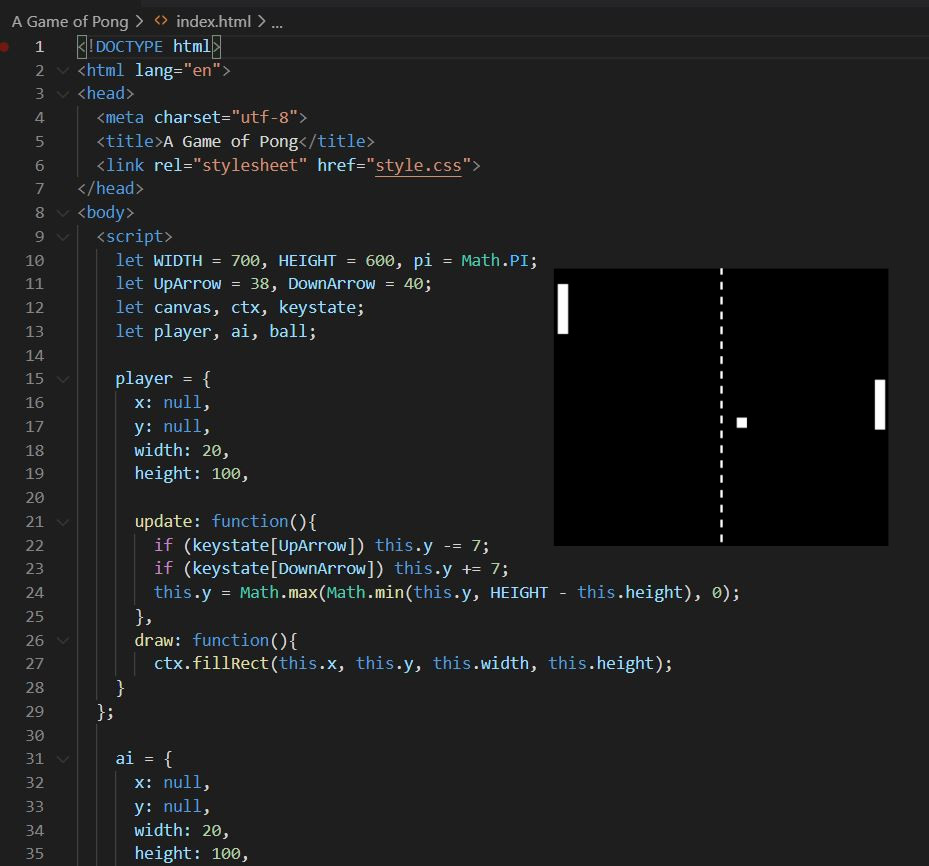 A Game of Pong > <> index.html > ...
1 <!DOCTYPE html>
2 <html lang="en">
3 <head>
4 <meta charset="utf-8">
5 <title>A Game of Pong</title>
6 <link rel="stylesheet" href="style.css">
7 </head>
8 <body>
9 <script>
10 let WIDTH = 700, HEIGHT = 600, pi = Math.PI;
11 let UpArrow = 38, DownArrow = 40;
12 let canvas, ctx, keystate;
13 let player, ai, ball;
14
15 player = {
16 x: null,
17 y: null,
18 width: 20,
19 height: 100,
20
21 update: function(){
22 if (keystate[UpArrow]) this.y -= 7;
23 if (keystate[DownArrow]) this.y += 7;
24 this.y = Math.max(Math.min(this.y, HEIGHT - this.height), 0);
25 },
26 draw: function(){
27 ctx.fillRect(this.x, this.y, this.width, this.height);
28 }
29 };
30
31 ai = {
32 x: null,
33 y: null,
34 width: 20,
35 height: 100,